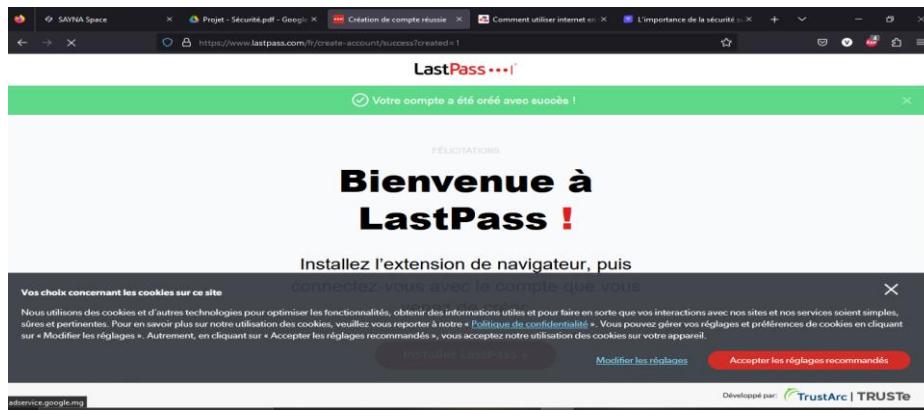 SAYNA Space
Projet - Sécurité.pdf - Google
Création de compte réussie
Comment utiliser internet en
L'importance de la sécurité
https://www.lastpass.com/fr/create-account/success?created=1
LastPass
Votre compte a été créé avec succès !
FÉLICITATIONS
Bienvenue à
LastPass !
Installez l'extension de navigateur, puis
connectez-vous avec le compte que vous
venez de créer.
Installer LastPass
Vos choix concernant les cookies sur ce site
Nous utilisons des cookies et d'autres technologies pour optimiser les fonctionnalités, obtenir des informations utiles et pour faire en sorte que vos interactions avec nos sites et nos services soient simples,
sûres et pertinentes. Pour en savoir plus sur notre utilisation des cookies, veuillez vous reporter à notre « Politique de confidentialité ». Vous pouvez gérer vos réglages et préférences de cookies en cliquant
sur « Modifier les réglages ». Autrement, en cliquant sur « Accepter les réglages recommandés », vous acceptez notre utilisation des cookies sur votre appareil.
Modifier les réglages
Accepter les réglages recommandés
Développé par: TrustArc | TRUSTe
adservice.google.mg